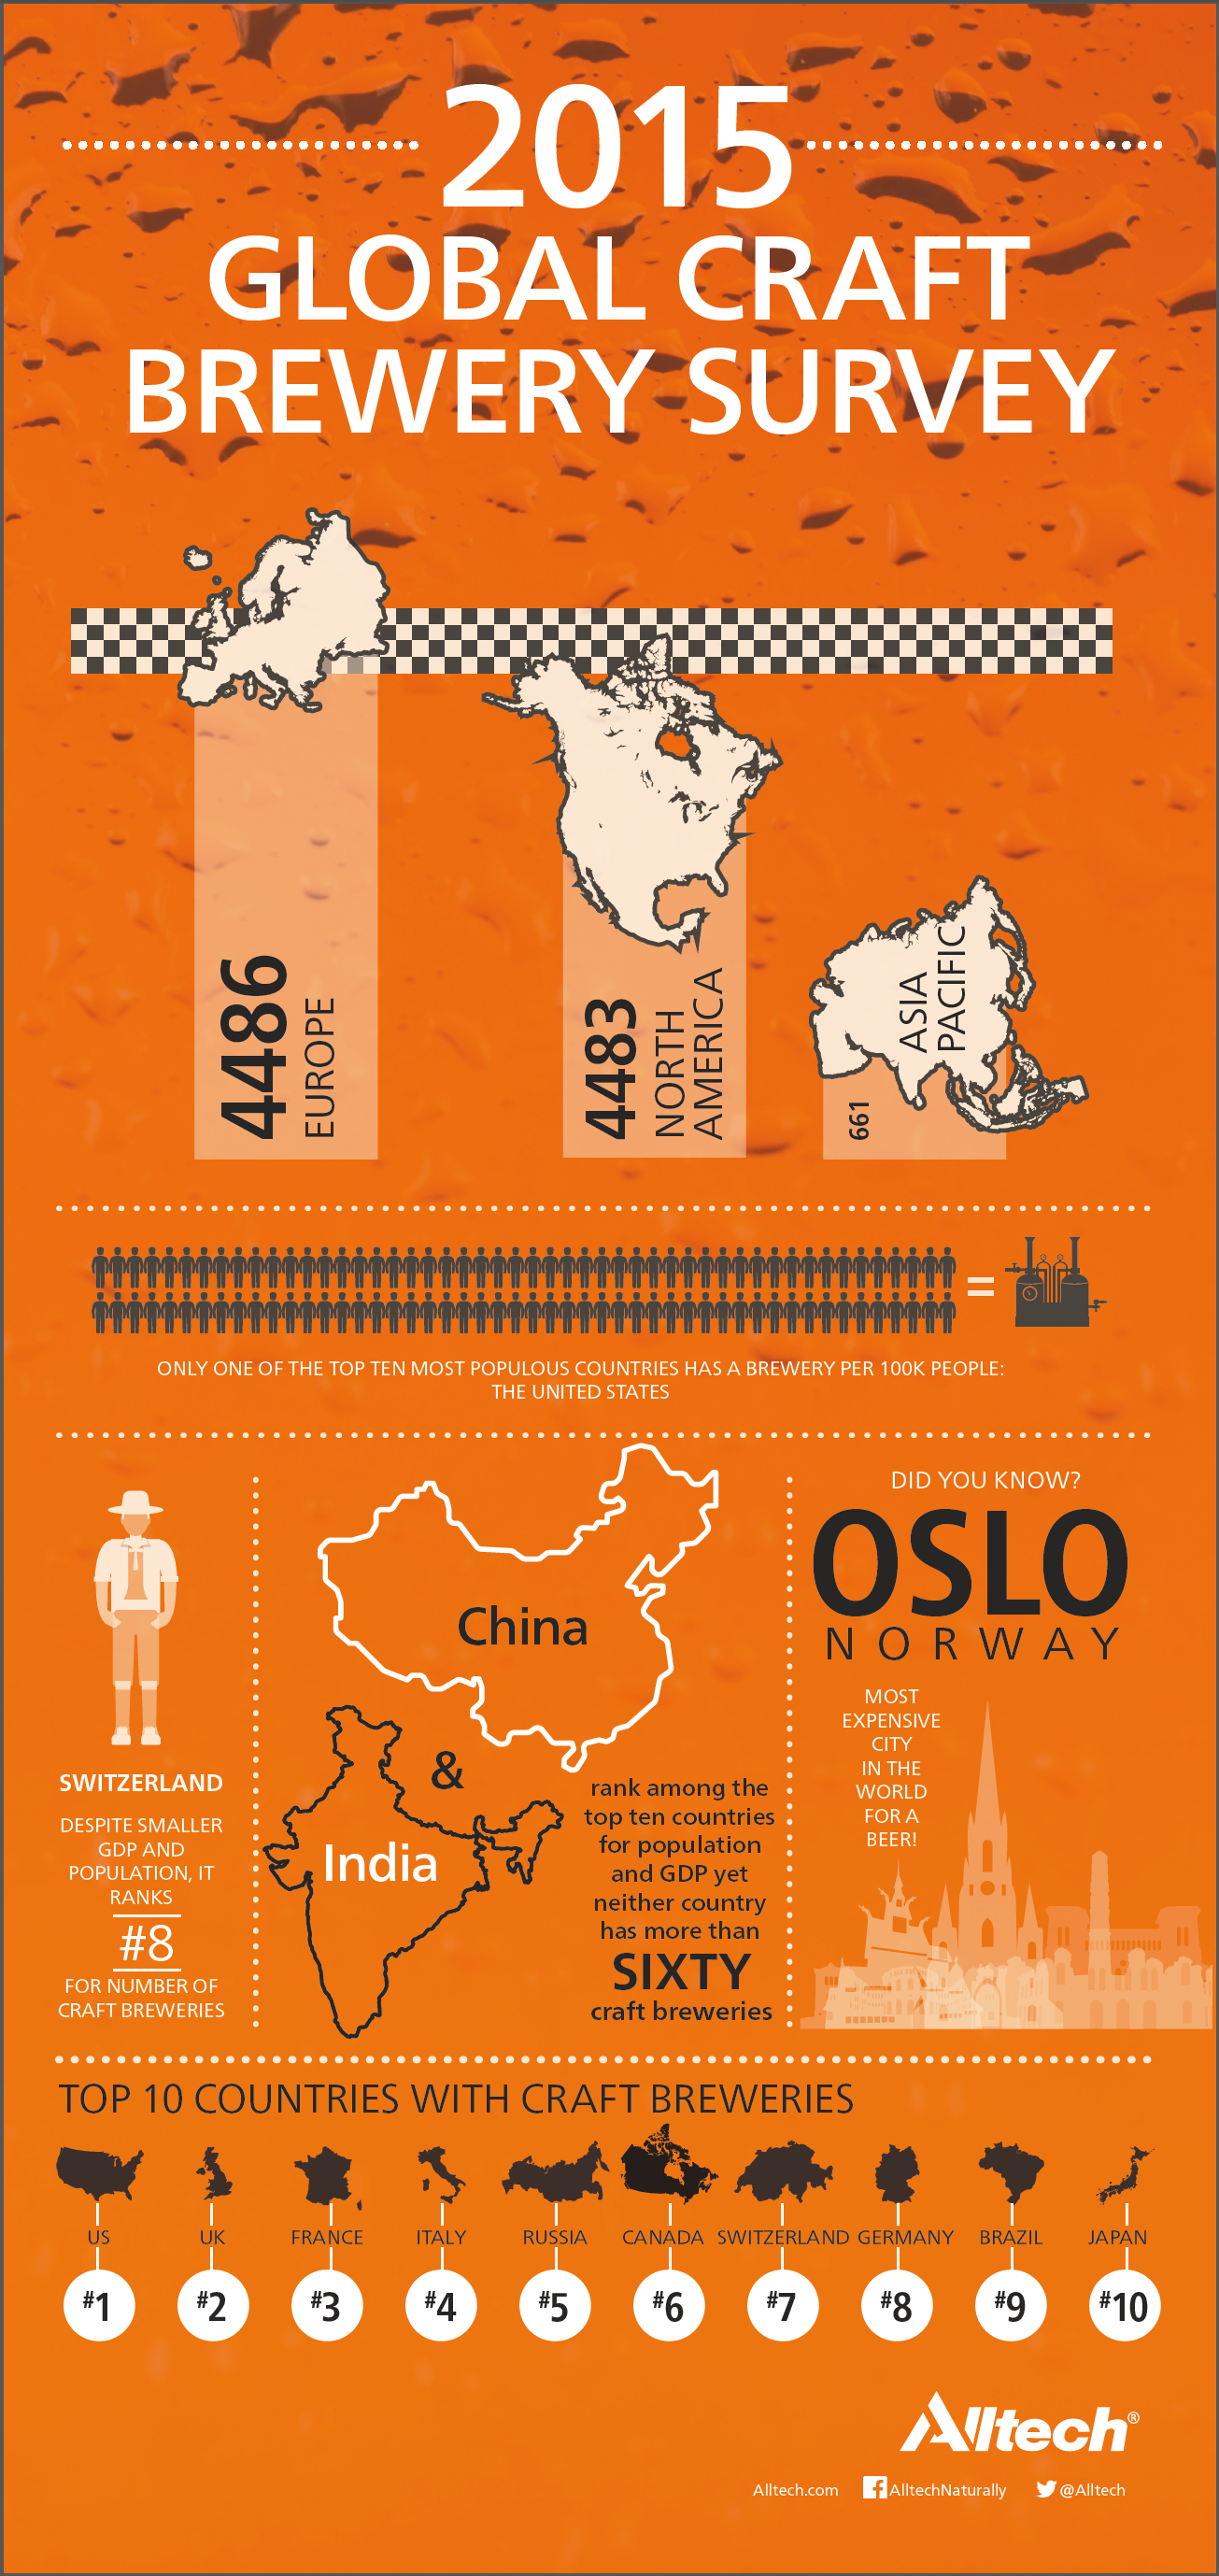 2015
GLOBAL CRAFT
BREWERY SURVEY
4486
EUROPE
4483
NORTH
AMERICA
661
ASIA
PACIFIC
=
ONLY ONE OF THE TOP TEN MOST POPULOUS COUNTRIES HAS A BREWERY PER 100K PEOPLE:
THE UNITED STATES
SWITZERLAND
DESPITE SMALLER
GDP AND
POPULATION, IT
RANKS
#8
FOR NUMBER OF
CRAFT BREWERIES
China
&
India
rank among the
top ten countries
for population
and GDP yet
neither country
has more than
SIXTY
craft breweries
DID YOU KNOW?
OSLO
NORWAY
MOST
EXPENSIVE
CITY
IN THE
WORLD
FOR A
BEER!
TOP 10 COUNTRIES WITH CRAFT BREWERIES
US UK FRANCE ITALY RUSSIA CANADA SWITZERLAND GERMANY BRAZIL JAPAN
#1 #2 #3 #4 #5 #6 #7 #8 #9 #10
Alltech®
Alltech.com AlltechNaturally @Alltech